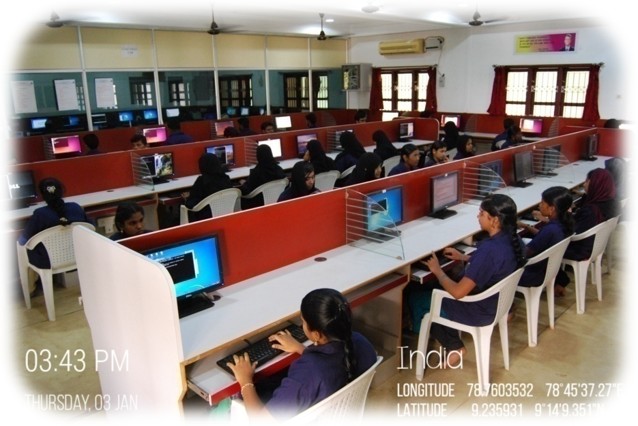 03:43 PM
THURSDAY, 03 JAN
India
LONGITUDE 78.7603532 78°45'37.27"
LATITUDE 9.235931 9°14'9.351"